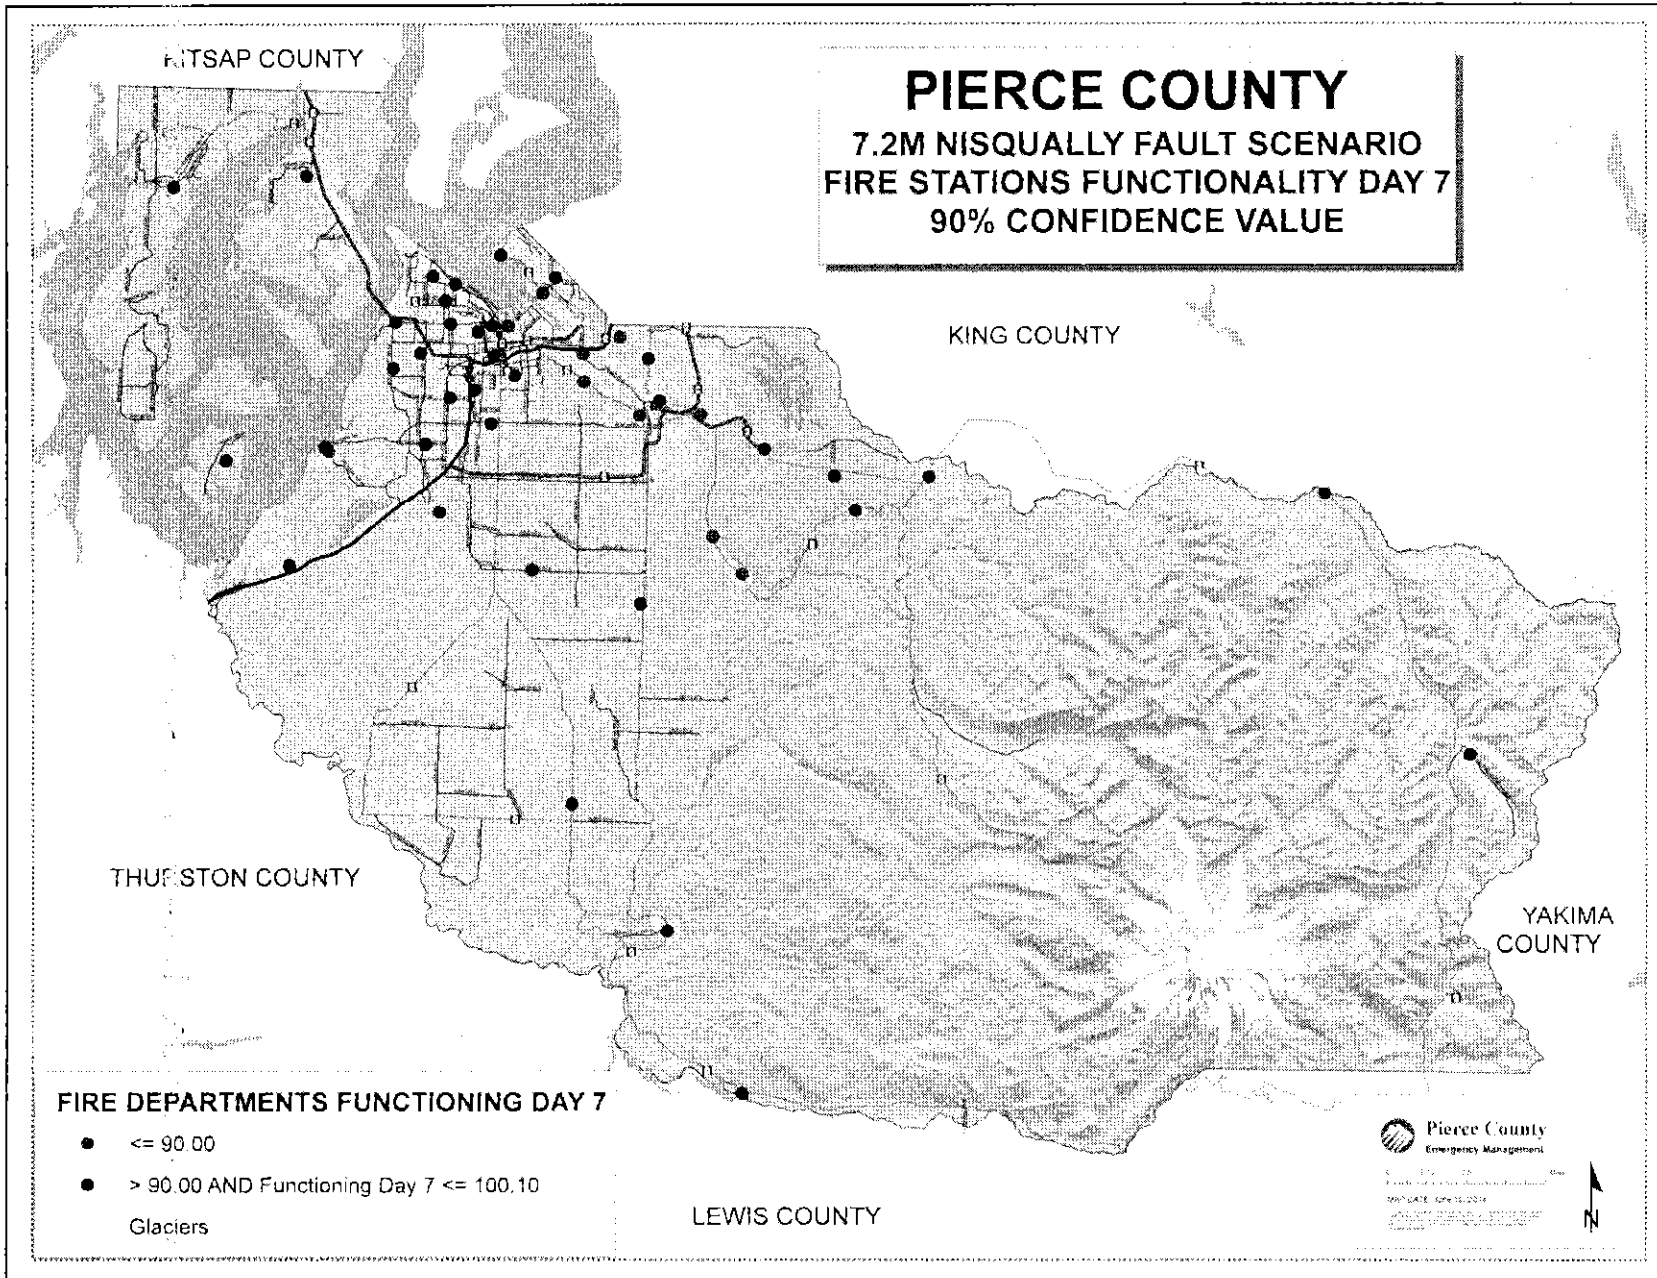 KITSAP COUNTY
PIERCE COUNTY
7.2M NISQUALLY FAULT SCENARIO
FIRE STATIONS FUNCTIONALITY DAY 7
90% CONFIDENCE VALUE
KING COUNTY
THURSTON COUNTY
YAKIMA
COUNTY
FIRE DEPARTMENTS FUNCTIONING DAY 7
<= 90.00
> 90.00 AND Functioning Day 7 <= 100.10
Glaciers
LEWIS COUNTY
Pierce County
Emergency Management
N